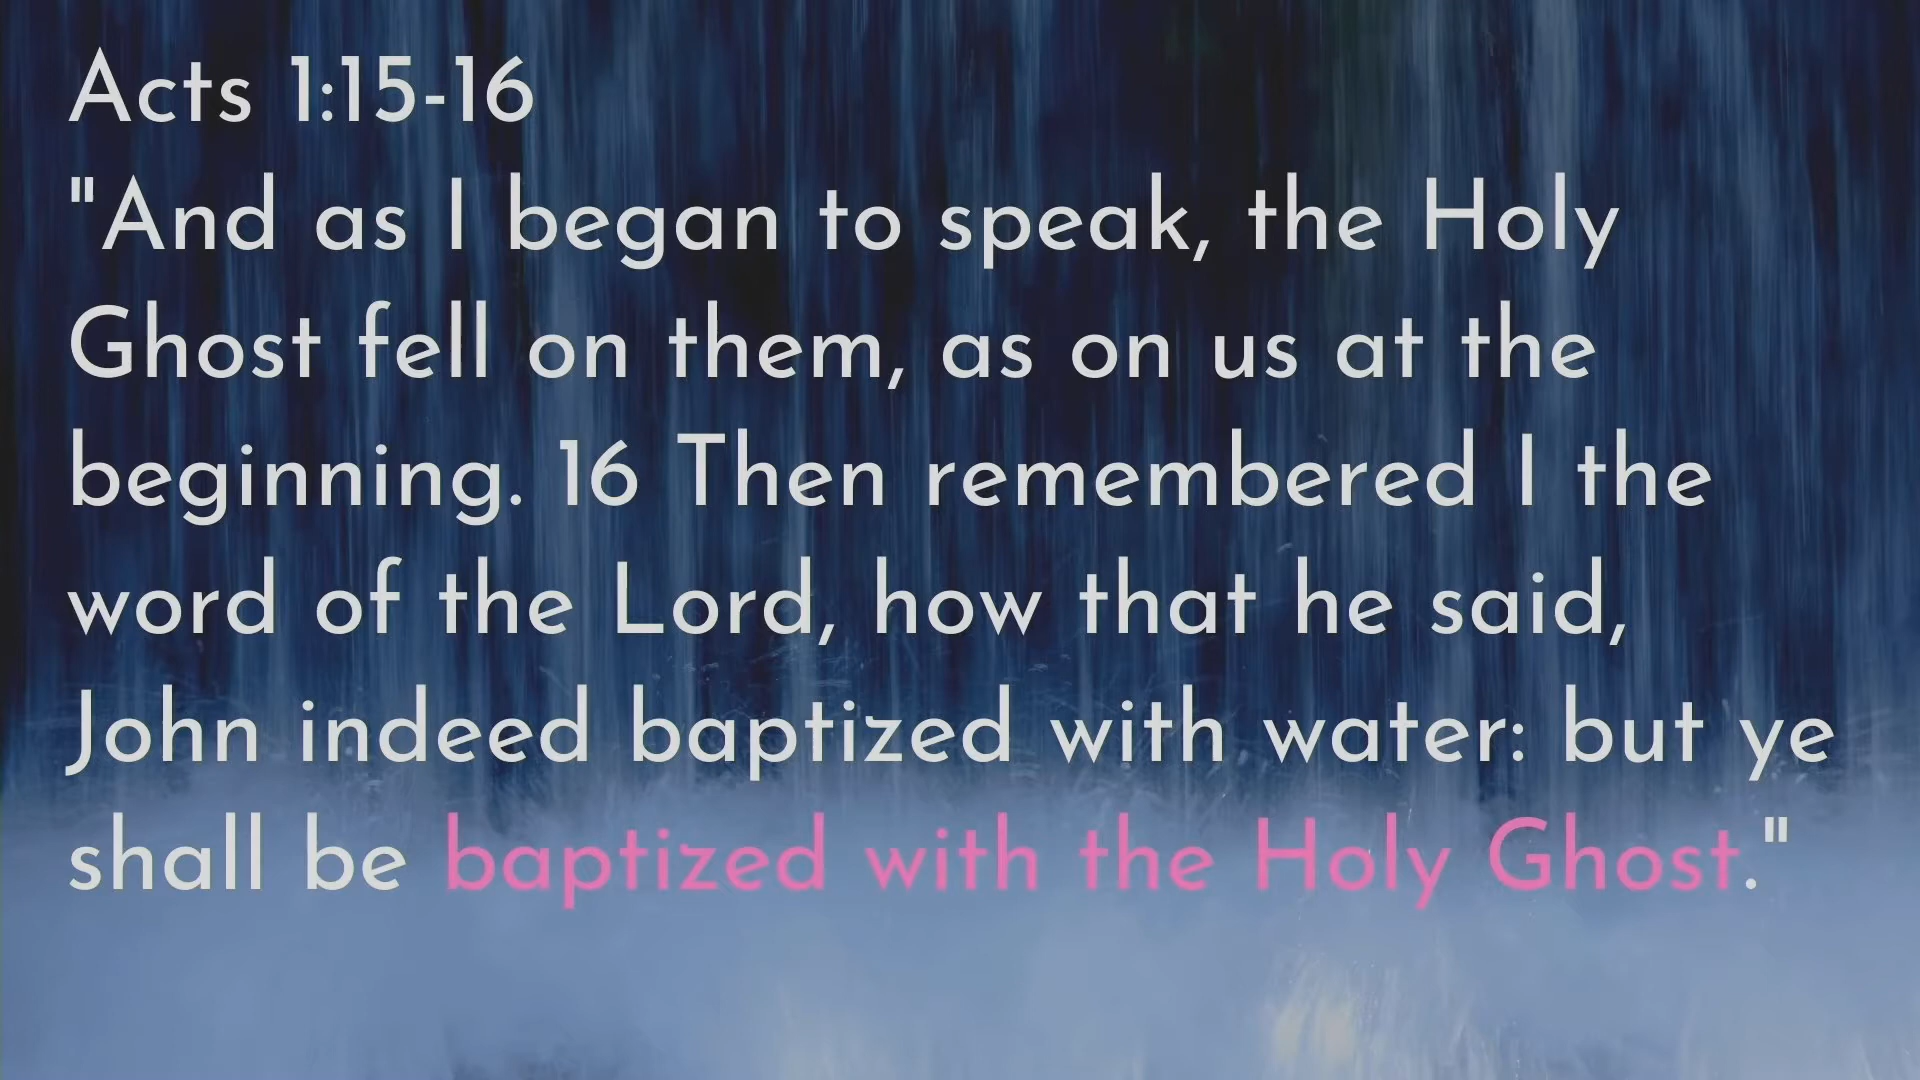 Acts 1:15-16
"And as I began to speak, the Holy
Ghost fell on them, as on us at the
beginning. 16 Then remembered I the
word of the Lord, how that he said,
John indeed baptized with water: but ye
shall be baptized with the Holy Ghost."